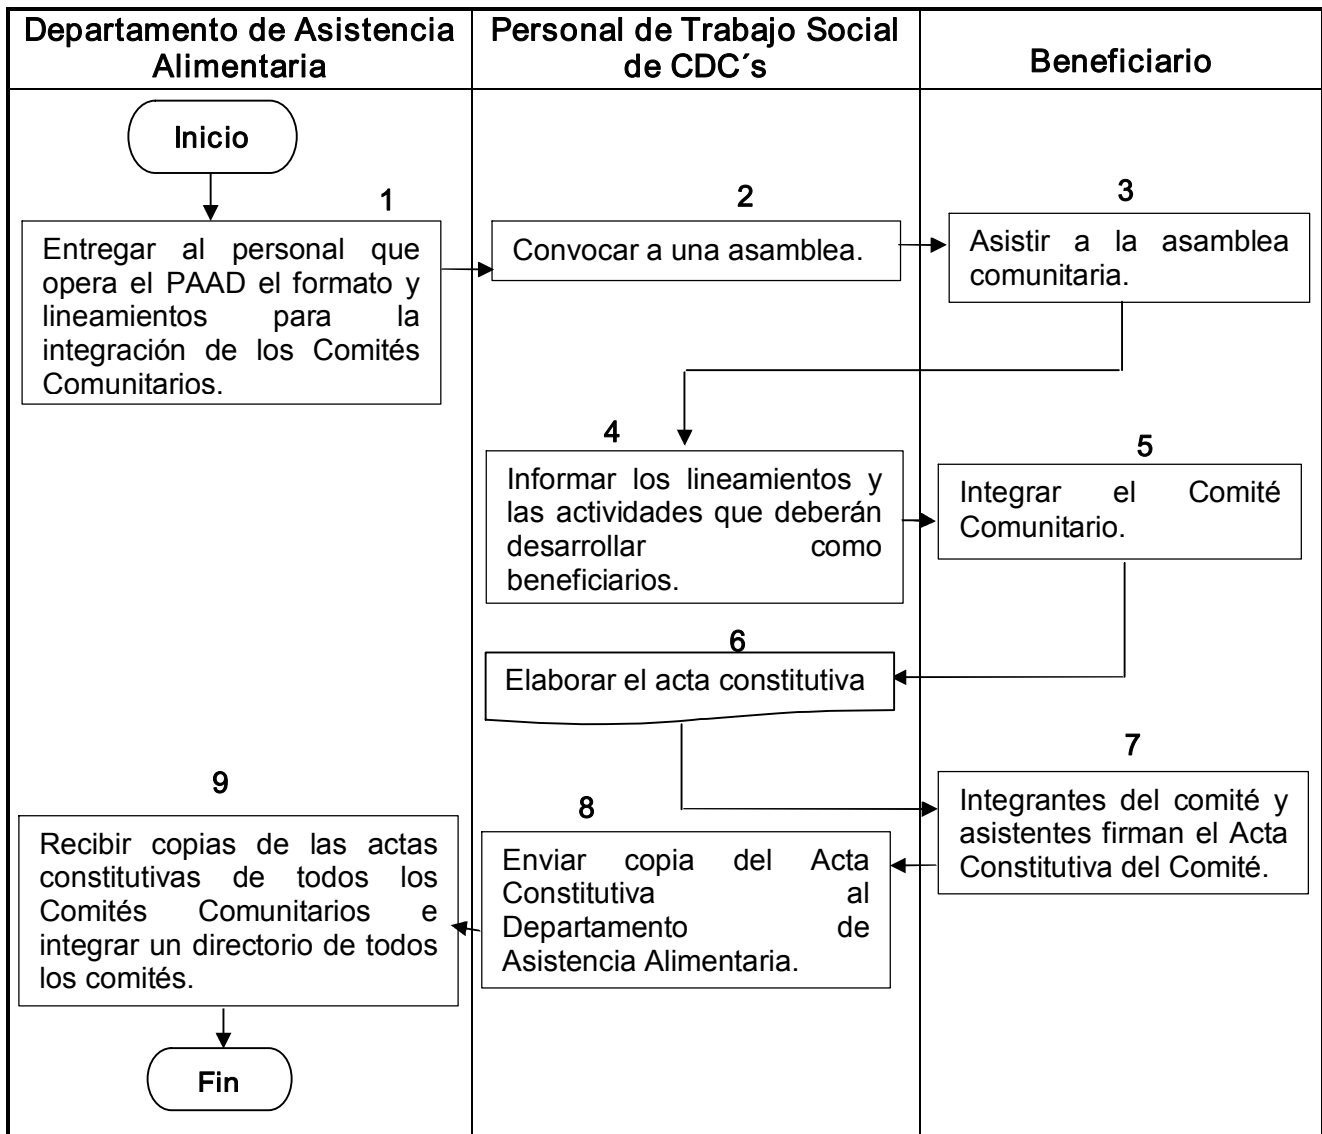 Departamento de Asistencia
Alimentaria
Personal de Trabajo Social
de CDC´s
Beneficiario
Inicio
1
Entregar al personal que
opera el PAAD el formato y
lineamientos para la
integración de los Comités
Comunitarios.
2
Convocar a una asamblea.
3
Asistir a la asamblea
comunitaria.
4
Informar los lineamientos y
las actividades que deberán
desarrollar como
beneficiarios.
5
Integrar el Comité
Comunitario.
6
Elaborar el acta constitutiva
7
Integrantes del comité y
asistentes firman el Acta
Constitutiva del Comité.
8
Enviar copia del Acta
Constitutiva al
Departamento de
Asistencia Alimentaria.
9
Recibir copias de las actas
constitutivas de todos los
Comités Comunitarios e
integrar un directorio de todos
los comités.
Fin